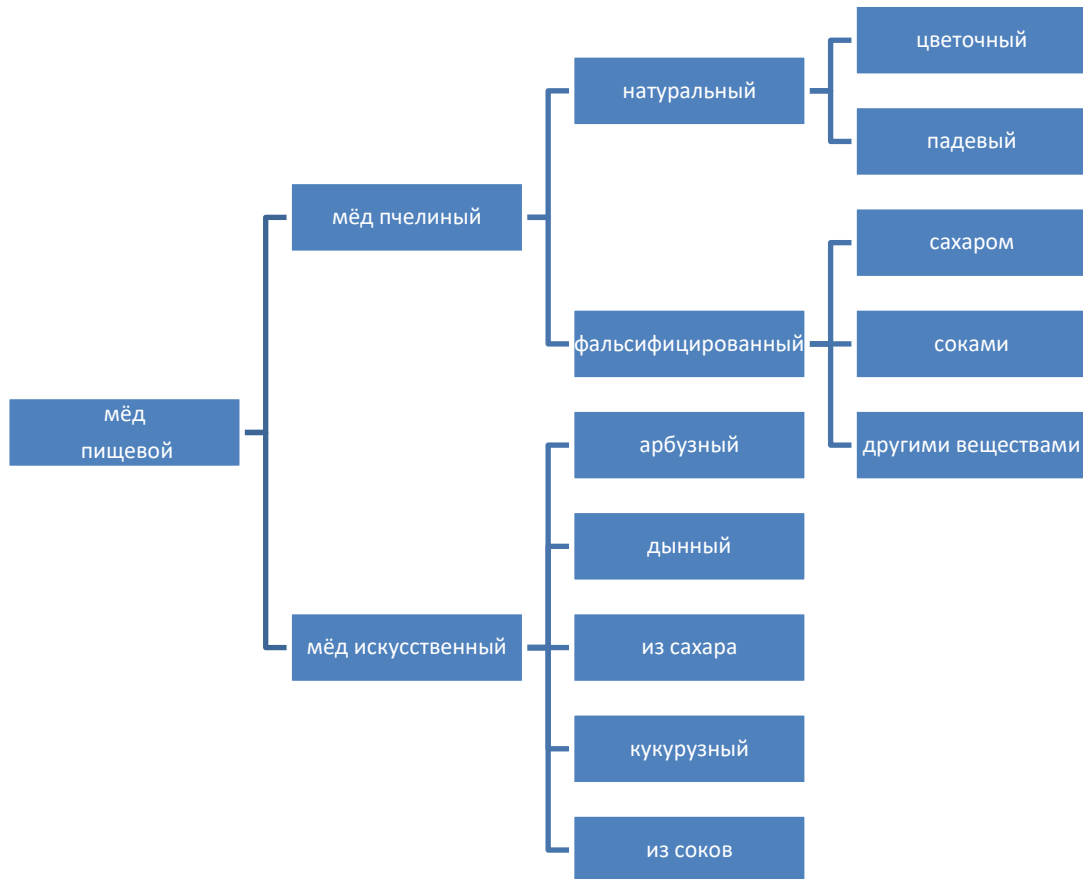 мёд
пищевой
мёд пчелиный
натуральный
цветочный
падевый
фальсифицированный
сахаром
соками
другими веществами
мёд искусственный
арбузный
дынный
из сахара
кукурузный
из соков